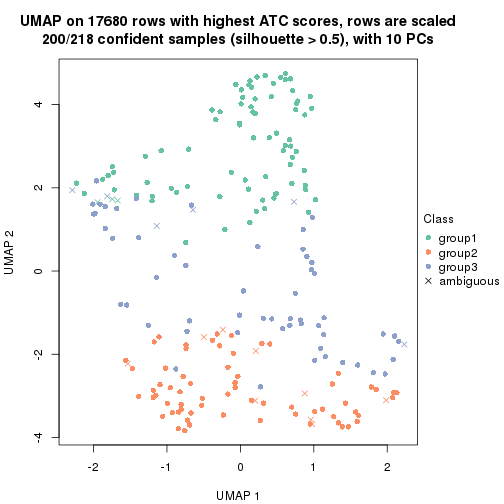 UMAP on 17680 rows with highest ATC scores, rows are scaled
200/218 confident samples (silhouette > 0.5), with 10 PCs
4
2
0
-2
-4
UMAP 2
-2
-1
0
1
2
UMAP 1
Class
group1
group2
group3
ambiguous